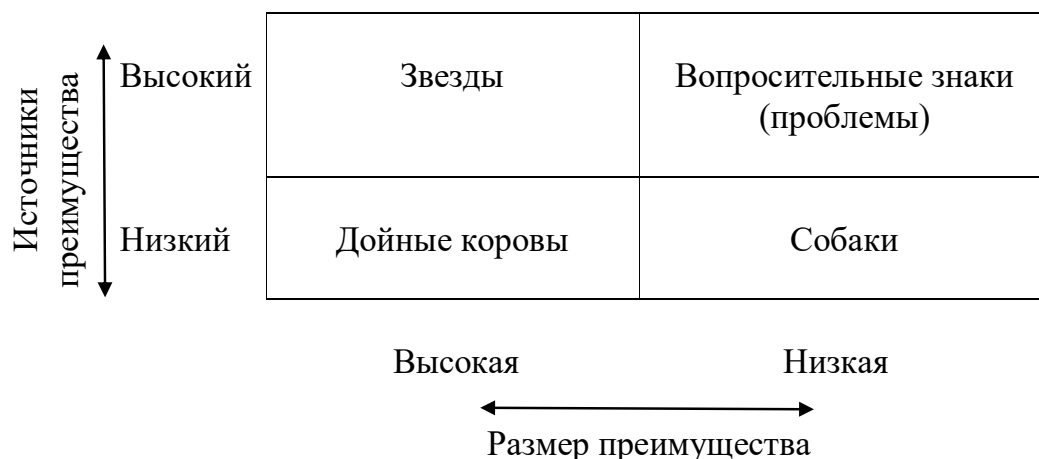 Источники
преимущества
Высокий
Звезды
Вопросительные знаки
(проблемы)
Низкий
Дойные коровы
Собаки
Высокая
Низкая
Размер преимущества